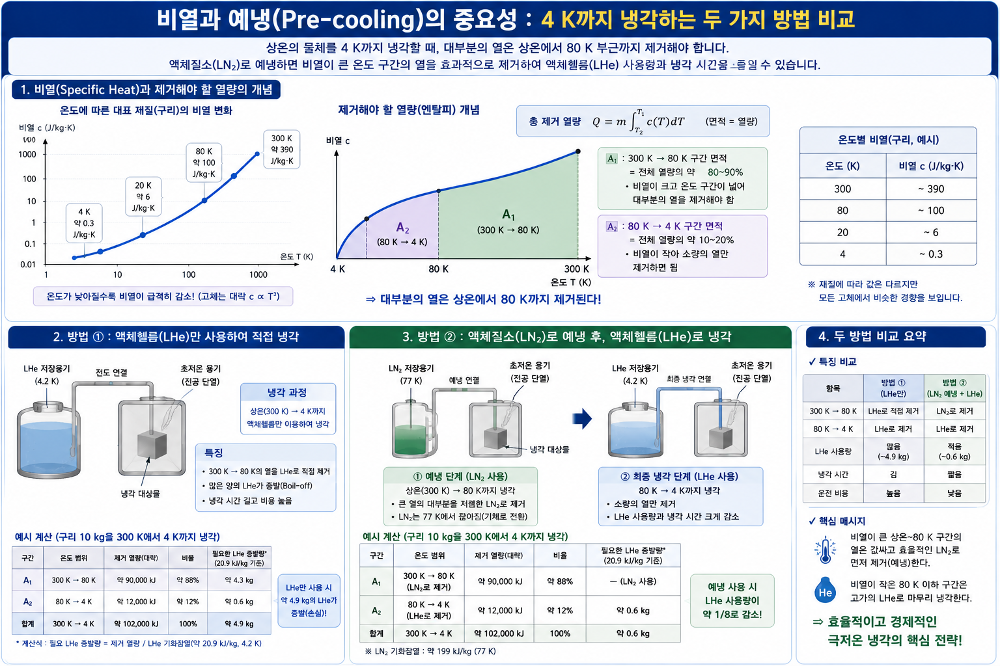 비열과 예냉(Pre-cooling)의 중요성 : 4 K까지 냉각하는 두 가지 방법 비교
상온의 물체를 4 K까지 냉각할 때, 대부분의 열은 상온에서 80 K 부근까지 제거해야 합니다.
액체질소(LN₂)로 예냉하면 비열이 큰 온도 구간의 열을 효과적으로 제거하여 액체헬륨(LHe) 사용량과 냉각 수 있습니다.
1. 비열(Specific Heat)과 제거해야 할 열량의 개념
온도에 따른 대표 재질(구리)의 비열 변화
비열 c (J/kg·K)
1000
100
10
1
0.1
0.01
1
10
100
1000
온도 T (K)
4 K
약 0.3
J/kg·K
20 K
약 6
J/kg·K
80 K
약 100
J/kg·K
300 K
약 390
J/kg·K
온도가 낮아질수록 비열이 급격히 감소! (고체는 대략 c ∝ T³)
제거해야 할 열량(엔탈피) 개념
비열 c
A₂
(80 K → 4 K)
A₁
(300 K → 80 K)
4 K
80 K
300 K
온도 T (K)
⇒ 대부분의 열은 상온에서 80 K까지 제거된다!
총 제거 열량 Q = m ∫_{T₂}^{T₁} c(T)dT (면적 = 열량)
A₁ : 300 K → 80 K 구간 면적
= 전체 열량의 약 80~90%
• 비열이 크고 온도 구간이 넓어
대부분의 열을 제거해야 함
A₂ : 80 K → 4 K 구간 면적
= 전체 열량의 약 10~20%
• 비열이 작아 소량의 열만
제거하면 됨
온도별 비열(구리, 예시)
온도 (K) 비열 c (J/kg·K)
300 ~ 390
80 ~ 100
20 ~ 6
4 ~ 0.3
※ 재질에 따라 값은 다르지만
모든 고체에서 비슷한 경향을 보입니다.
2. 방법 ① : 액체헬륨(LHe)만 사용하여 직접 냉각
LHe 저장용기
(4.2 K)
전도 연결
초저온 용기
(진공 단열)
냉각 대상물
냉각 과정
상온(300 K) → 4 K까지
액체헬륨만 이용하여 냉각
특징
• 300 K → 80 K의 열을 LHe로 직접 제거
• 많은 양의 LHe가 증발(Boil-off)
• 냉각 시간 길고 비용 높음
예시 계산 (구리 10 kg을 300 K에서 4 K까지 냉각)
구간 온도 범위 제거 열량(대략) 비율 필요한 LHe 증발량*
(20.9 kJ/kg 기준)
A₁ 300 K → 80 K 약 90,000 kJ 약 88% 약 4.3 kg
A₂ 80 K → 4 K 약 12,000 kJ 약 12% 약 0.6 kg
합계 300 K → 4 K 약 102,000 kJ 100% 약 4.9 kg
LHe만 사용 시
약 4.9 kg의 LHe가
증발(손실)!
* 계산식 : 필요 LHe 증발량 = 제거 열량 / LHe 기화잠열(약 20.9 kJ/kg, 4.2 K)
3. 방법 ② : 액체질소(LN₂)로 예냉 후, 액체헬륨(LHe)로 냉각
LN₂ 저장용기
(77 K)
예냉 연결
초저온 용기
(진공 단열)
냉각 대상물
LHe 저장용기
(4.2 K)
최종 냉각 연결
초저온 용기
(진공 단열)
① 예냉 단계 (LN₂ 사용)
상온(300 K) → 80 K까지 냉각
• 큰 열의 대부분을 저렴한 LN₂로 제거
• LN₂는 77 K에서 끓아짐(기체로 전환)
② 최종 냉각 단계 (LHe 사용)
80 K → 4 K까지 냉각
• 소량의 열만 제거
• LHe 사용량과 냉각 시간 크게 감소
예시 계산 (구리 10 kg을 300 K에서 4 K까지 냉각)
구간 온도 범위 제거 열량(대략) 비율 필요한 LHe 증발량*
(20.9 kJ/kg 기준)
A₁ 300 K → 80 K (LN₂로 제거) 약 90,000 kJ 약 88% — (LN₂ 사용)
A₂ 80 K → 4 K (LHe로 제거) 약 12,000 kJ 약 12% 약 0.6 kg
합계 300 K → 4 K 약 102,000 kJ 100% 약 0.6 kg
예냉 사용 시
LHe 사용량이
약 1/8로 감소!
※ LN₂ 기화잠열 : 약 199 kJ/kg (77 K)
4. 두 방법 비교 요약
✓ 특징 비교
항목 방법 ① (LHe만) 방법 ② (LN₂ 예냉 + LHe)
300 K → 80 K LHe로 직접 제거 LN₂로 제거
80 K → 4 K LHe로 제거 LHe로 제거
LHe 사용량 많음 (~4.9 kg) 적음 (~0.6 kg)
냉각 시간 김 짧음
운전 비용 높음 낮음
✓ 핵심 매시지
비열이 큰 상온~80 K 구간의
열은 값싸고 효율적인 LN₂로
먼저 제거(예냉)한다.
He
비열이 작은 80 K 이하 구간은
고가의 LHe로 마무리 냉각한다.
⇒ 효율적이고 경제적인
극저온 냉각의 핵심 전략!